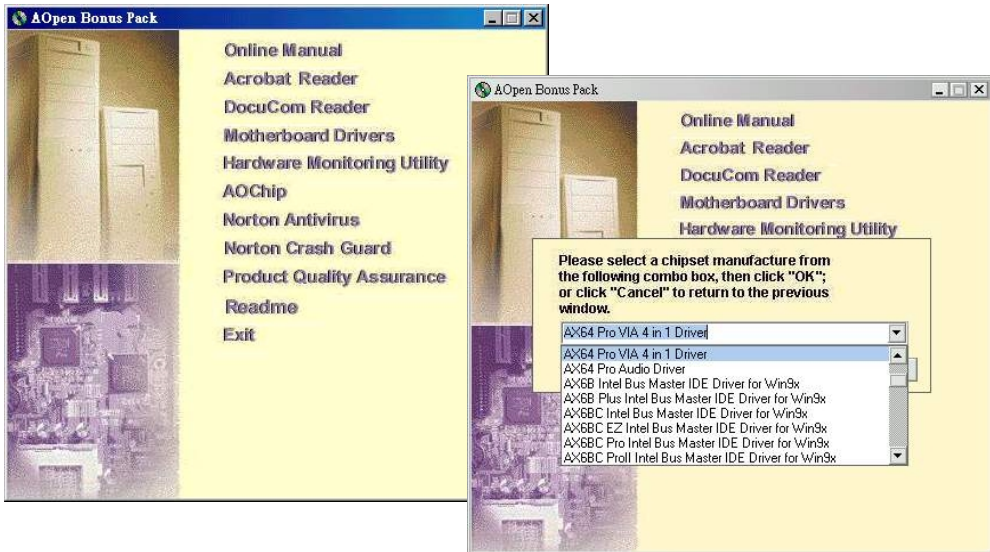 AOpen Bonus Pack
Online Manual
Acrobat Reader
DocuCom Reader
Motherboard Drivers
Hardware Monitoring Utility
AOChip
Norton Antivirus
Norton Crash Guard
Product Quality Assurance
Readme
Exit
AOpen Bonus Pack
Online Manual
Acrobat Reader
DocuCom Reader
Motherboard Drivers
Hardware Monitoring Utility
Please select a chipset manufacture from
the following combo box, then click "OK";
or click "Cancel" to return to the previous
window.
AX64 Pro VIA 4 in 1 Driver
AX64 Pro VIA 4 in 1 Driver
AX64 Pro Audio Driver
AX6B Intel Bus Master IDE Driver for Win9x
AX6B Plus Intel Bus Master IDE Driver for Win9x
AX6BC Intel Bus Master IDE Driver for Win9x
AX6BC EZ Intel Bus Master IDE Driver for Win9x
AX6BC Pro Intel Bus Master IDE Driver for Win9x
AX6BC ProII Intel Bus Master IDE Driver for Win9x